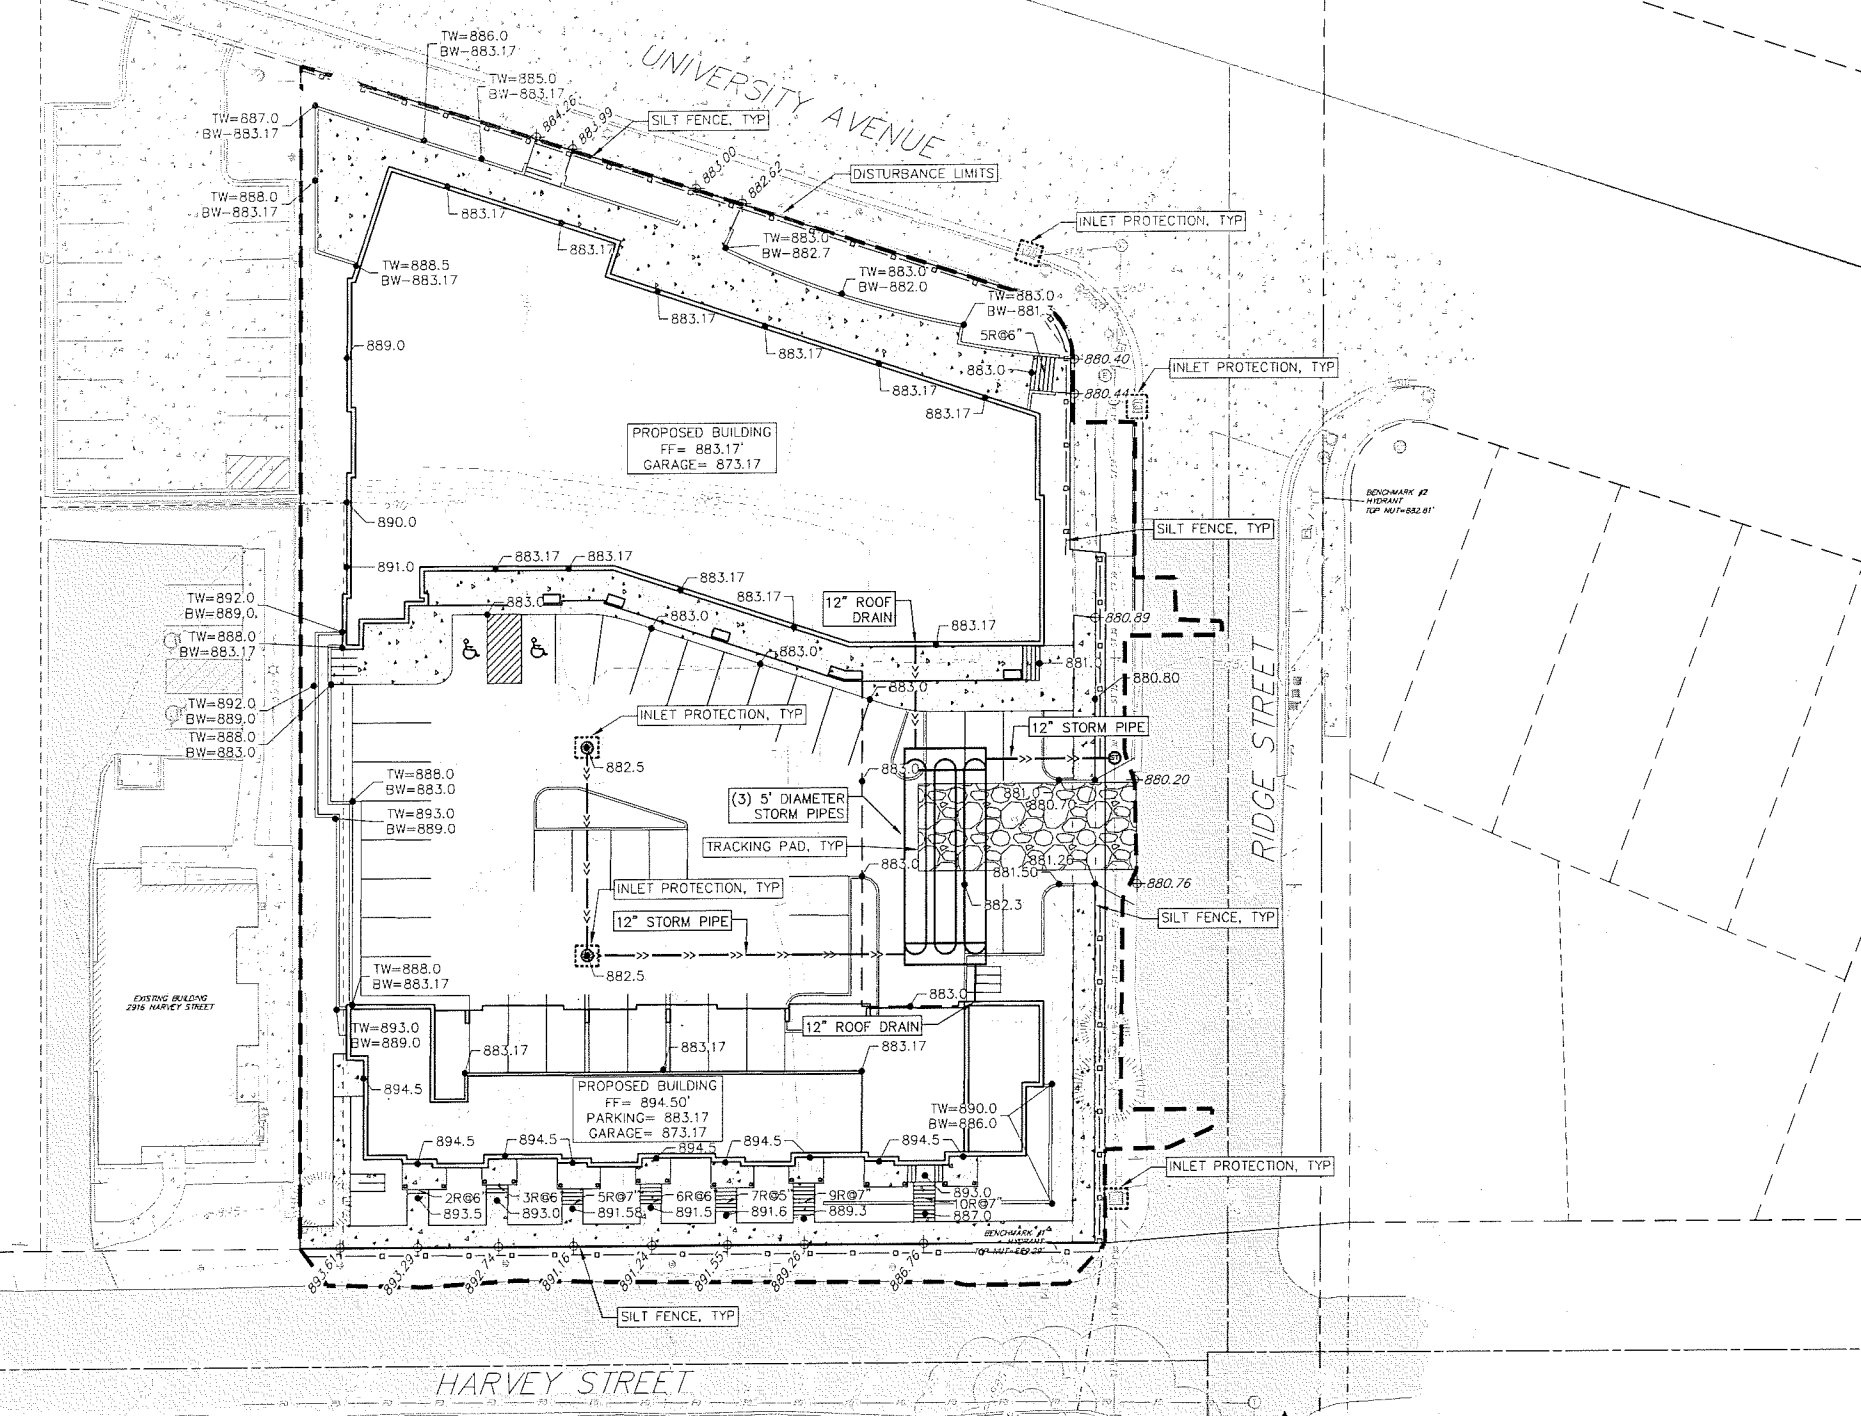 UNIVERSITY AVENUE
TW=886.0
BW-883.17
TW=885.0
BW-883.17
TW=887.0
BW-883.17
884.26
883.99
SILT FENCE, TYP
883.00
882.62
DISTURBANCE LIMITS
TW=888.0
BW-883.17
883.17
883.17
INLET PROTECTION, TYP
TW=883.0
BW-882.7
TW=888.5
BW-883.17
TW=883.0
BW-882.0
TW=883.0
BW-881.3
883.17
5R@6"
889.0
883.17
880.40
883.17
883.0
INLET PROTECTION, TYP
880.44
883.17
PROPOSED BUILDING
FF= 883.17'
GARAGE= 873.17
BENCHMARK #2
HYDRANT
TOP NUT=882.81'
890.0
SILT FENCE, TYP
891.0
883.17
883.17
883.17
TW=892.0
BW=889.0
883.0
883.17
12" ROOF
DRAIN
883.0
883.17
880.89
TW=888.0
BW=883.17
883.0
881.0
880.80
TW=892.0
BW=889.0
883.0
TW=888.0
BW=883.0
INLET PROTECTION, TYP
12" STORM PIPE
882.5
RIDGE STREET
TW=888.0
BW=883.0
883.0
880.20
(3) 5' DIAMETER
STORM PIPES
881.0
880.70
TW=893.0
BW=889.0
TRACKING PAD, TYP
883.0
881.26
881.50
880.76
INLET PROTECTION, TYP
882.3
12" STORM PIPE
SILT FENCE, TYP
TW=888.0
BW=883.17
882.5
EXISTING BUILDING
2916 HARVEY STREET
883.0
TW=893.0
BW=889.0
12" ROOF DRAIN
883.17
883.17
883.17
894.5
PROPOSED BUILDING
FF= 894.50'
PARKING= 883.17
GARAGE= 873.17
TW=890.0
BW=886.0
894.5
894.5
894.5
894.5
894.5
INLET PROTECTION, TYP
2R@6"
893.5
3R@6"
893.0
5R@7"
891.58
6R@6"
891.5
7R@5"
891.6
9R@7"
889.3
893.0
10R@7"
887.0
BENCHMARK #1
HYDRANT
TOP NUT=889.29'
893.61
893.29
892.74
891.16
891.24
891.55
889.26
886.76
SILT FENCE, TYP
HARVEY STREET